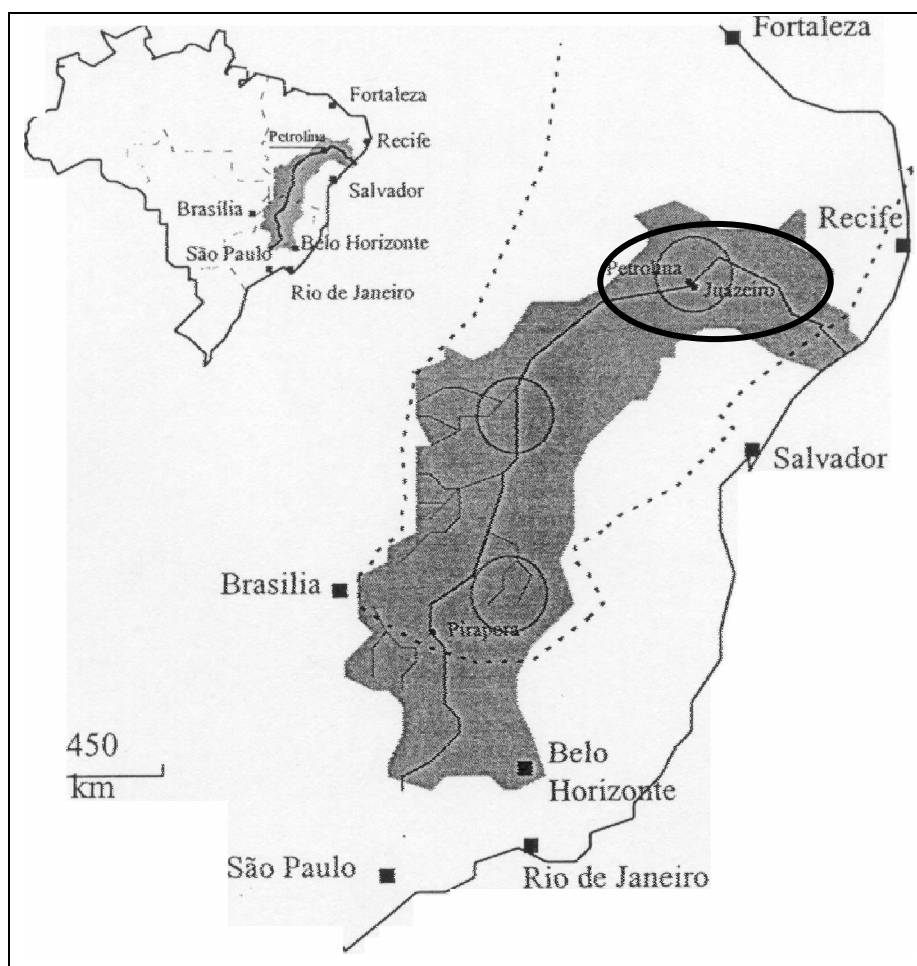 Fortaleza
Fortaleza
Petrolina
Recife
Salvador
Brasília
Recife
São Paulo
Belo Horizonte
Rio de Janeiro
Petrolina
Juazeiro
Salvador
Brasilia
Pirapora
450
km
Belo
Horizonte
São Paulo
Rio de Janeiro